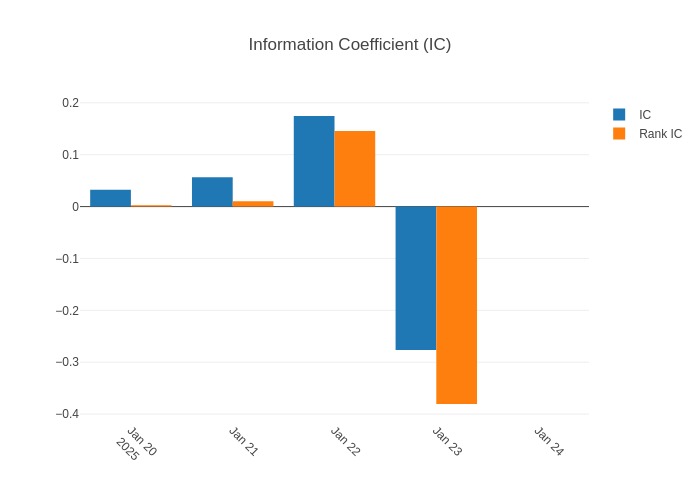 Information Coefficient (IC)
0.2
0.1
0
−0.1
−0.2
−0.3
−0.4
Jan 20
2025
Jan 21
Jan 22
Jan 23
Jan 24
IC
Rank IC